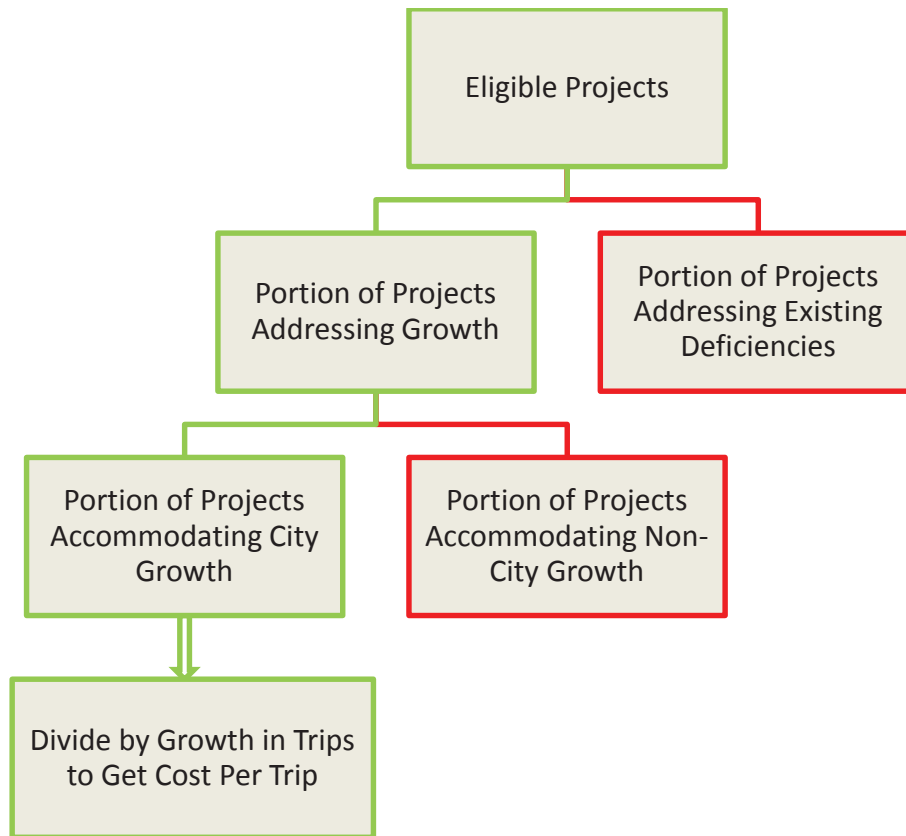 Eligible Projects
Portion of Projects
Addressing Growth
Portion of Projects
Addressing Existing
Deficiencies
Portion of Projects
Accommodating City
Growth
Portion of Projects
Accommodating Non-
City Growth
Divide by Growth in Trips
to Get Cost Per Trip